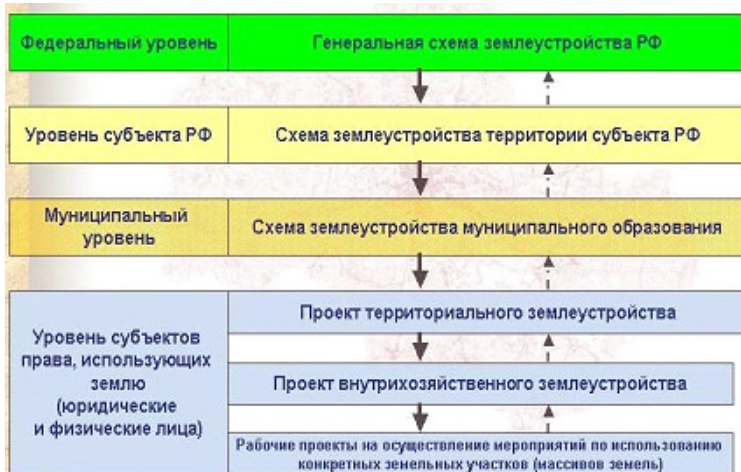 Федеральный уровень
Генеральная схема землеустройства РФ
Уровень субъекта РФ
Схема землеустройства территории субъекта РФ
Муниципальный
уровень
Схема землеустройства муниципального образования
Уровень субъектов
права, использующих
землю
(юридические
и физические лица)
Проект территориального землеустройства
Проект внутрихозяйственного землеустройства
Рабочие проекты на осуществление мероприятий по использованию
конкретных земельных участков (массивов земель)